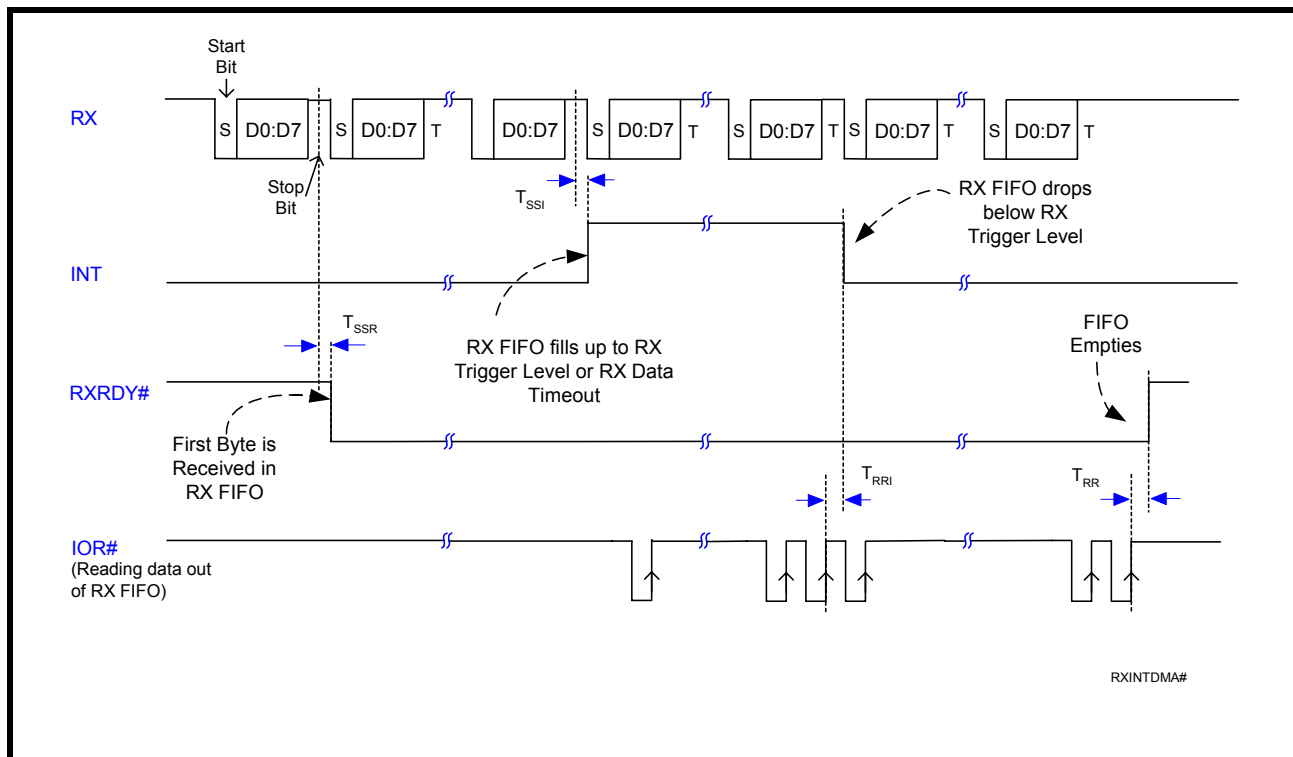 Start
Bit
RX
S D0:D7 S D0:D7 T D0:D7 S D0:D7 T S D0:D7 T S D0:D7 T S D0:D7 T
Stop
Bit
TSSI
RX FIFO drops
below RX
Trigger Level
INT
TSSR
RX FIFO fills up to RX
Trigger Level or RX Data
Timeout
FIFO
Empties
RXRDY#
First Byte is
Received in
RX FIFO
TRRI
TRR
IOR#
(Reading data out
of RX FIFO)
RXINTDMA#